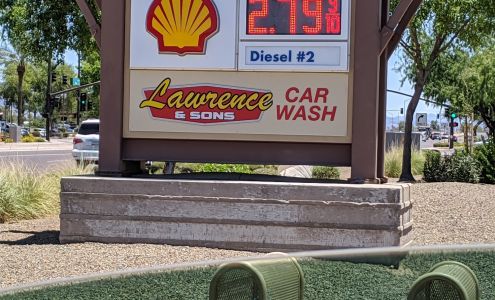 2.79 9/10
Diesel #2
Lawrence
& SONS
CAR
WASH